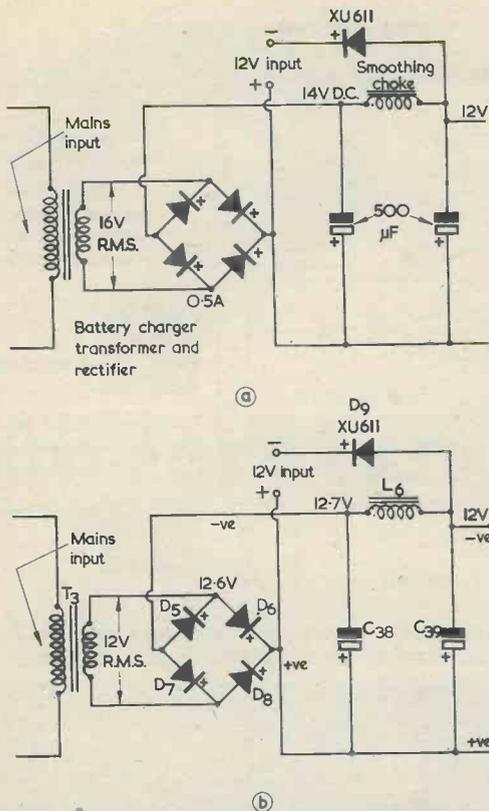 XU611
+
−
12V input
+
Smoothing
choke
14V D.C.
12V
Mains
input
16V
R.M.S.
+
+
+
+
500
µF
+
+
0·5A
Battery charger
transformer and
rectifier
a
D9
XU611
+
−
12V input
+
L6
12·7V
12V
-ve
-ve
Mains
input
T3
12·6V
D5
D6
+
+
12V
R.M.S.
+ve
C38
C39
D7
D8
+
+
+
+
+ve
b